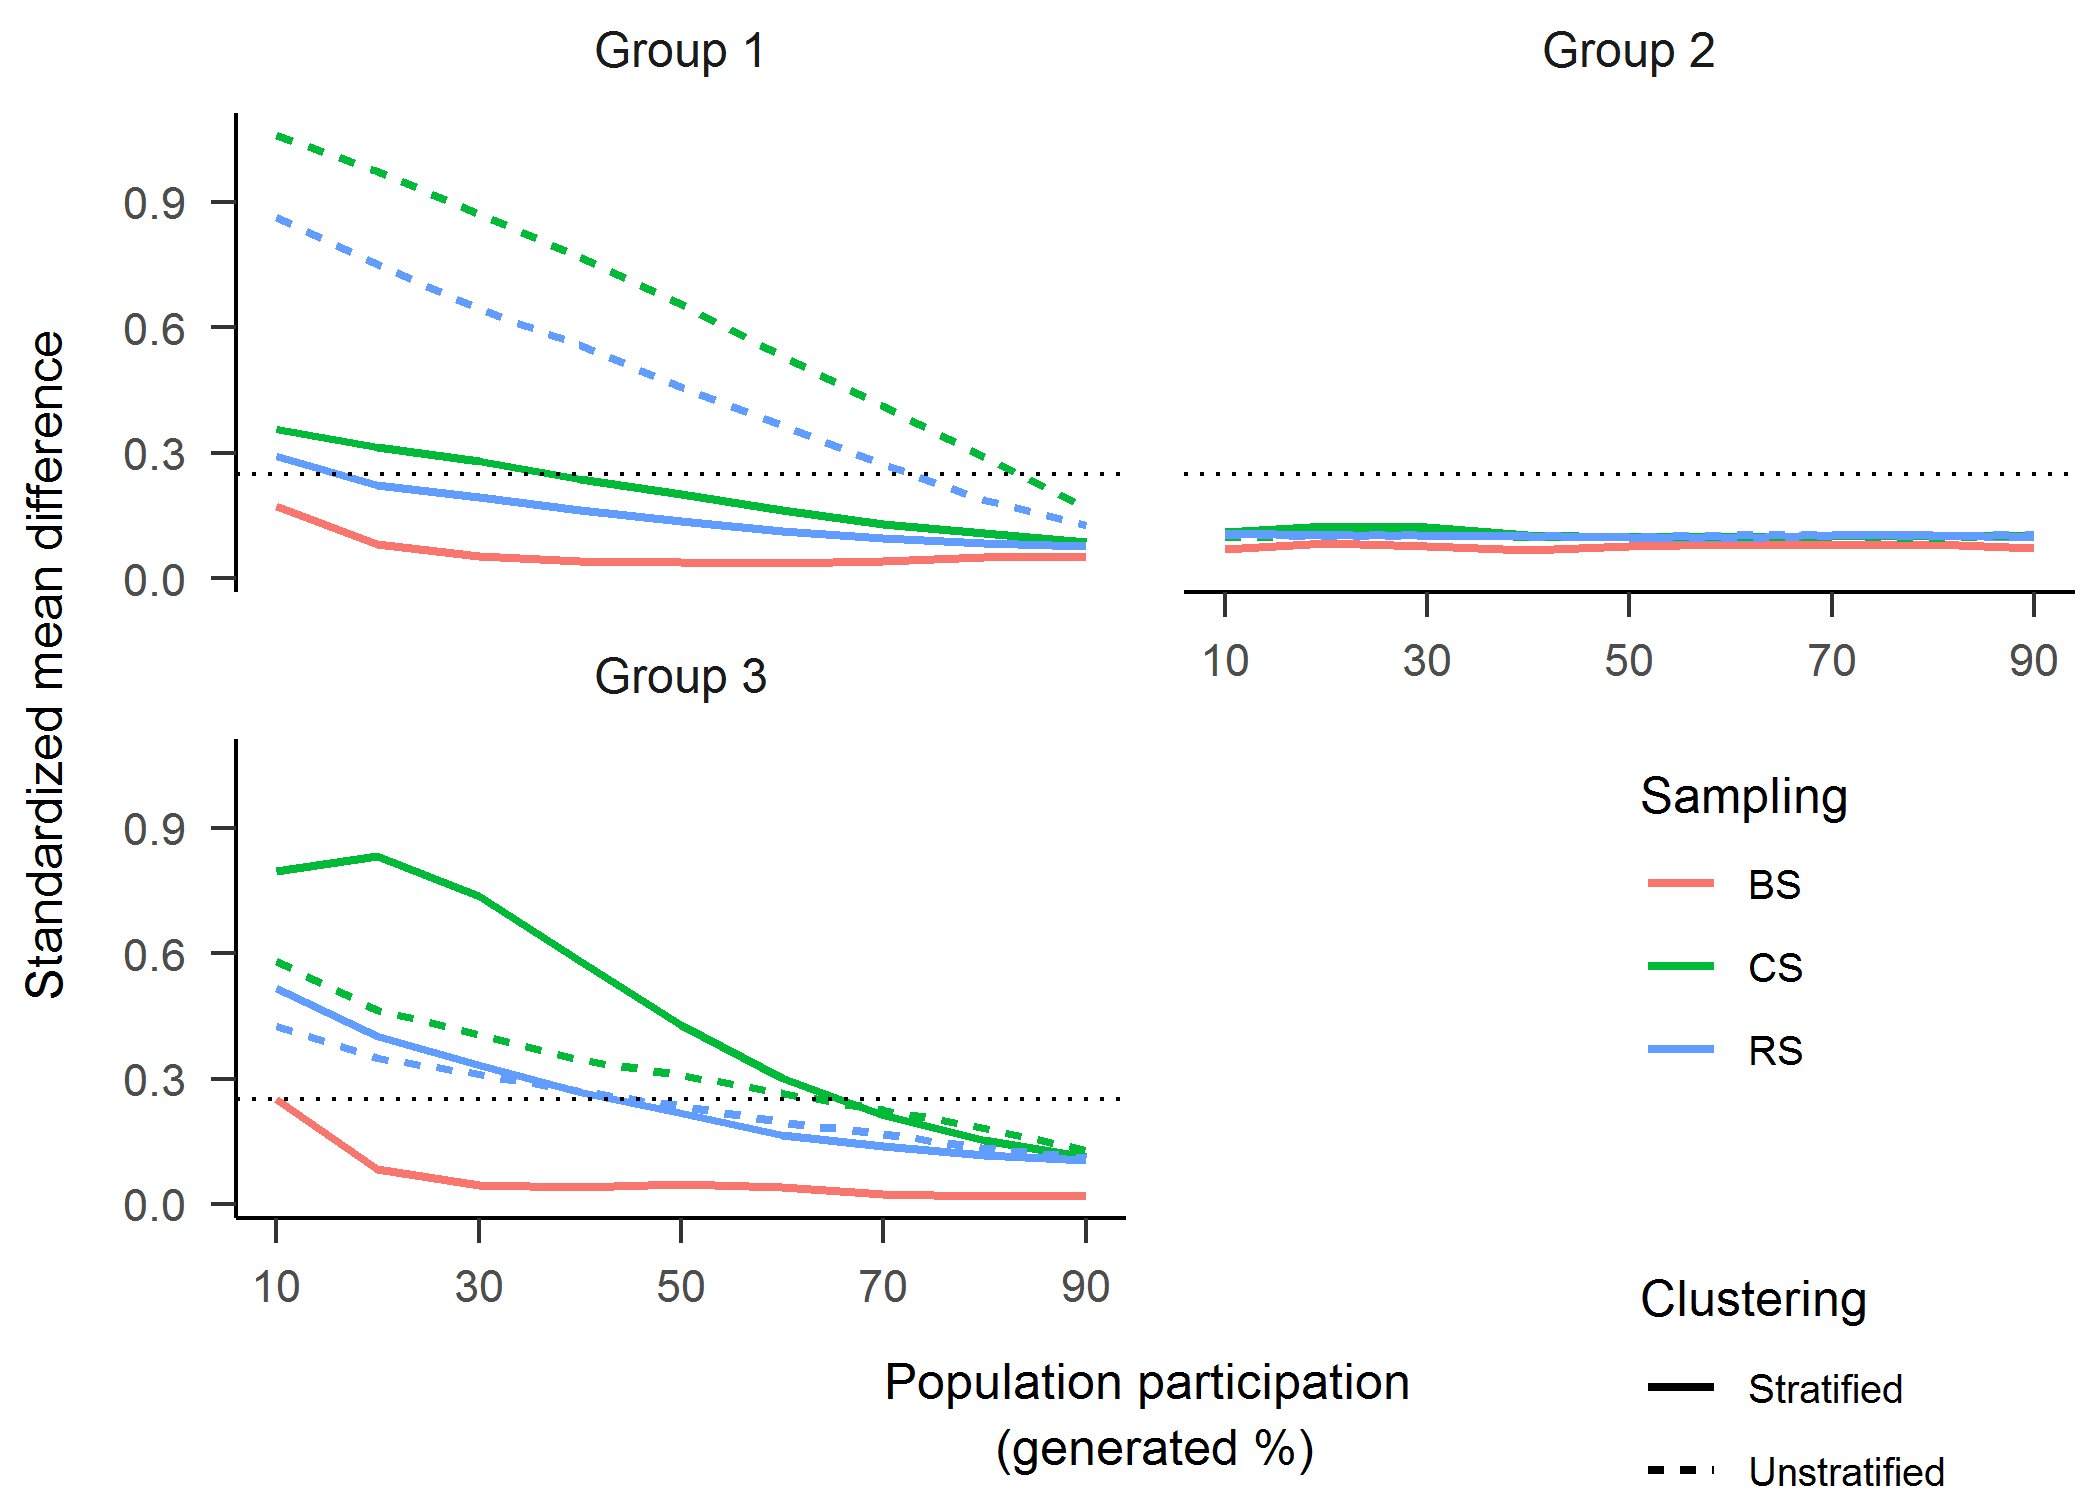 Group 1
Group 2
Standardized mean difference
0.9
0.6
0.3
0.0
10 30 50 70 90
Group 3
0.9
0.6
0.3
0.0
10 30 50 70 90
Population participation
(generated %)
Sampling
BS
CS
RS
Clustering
Stratified
Unstratified